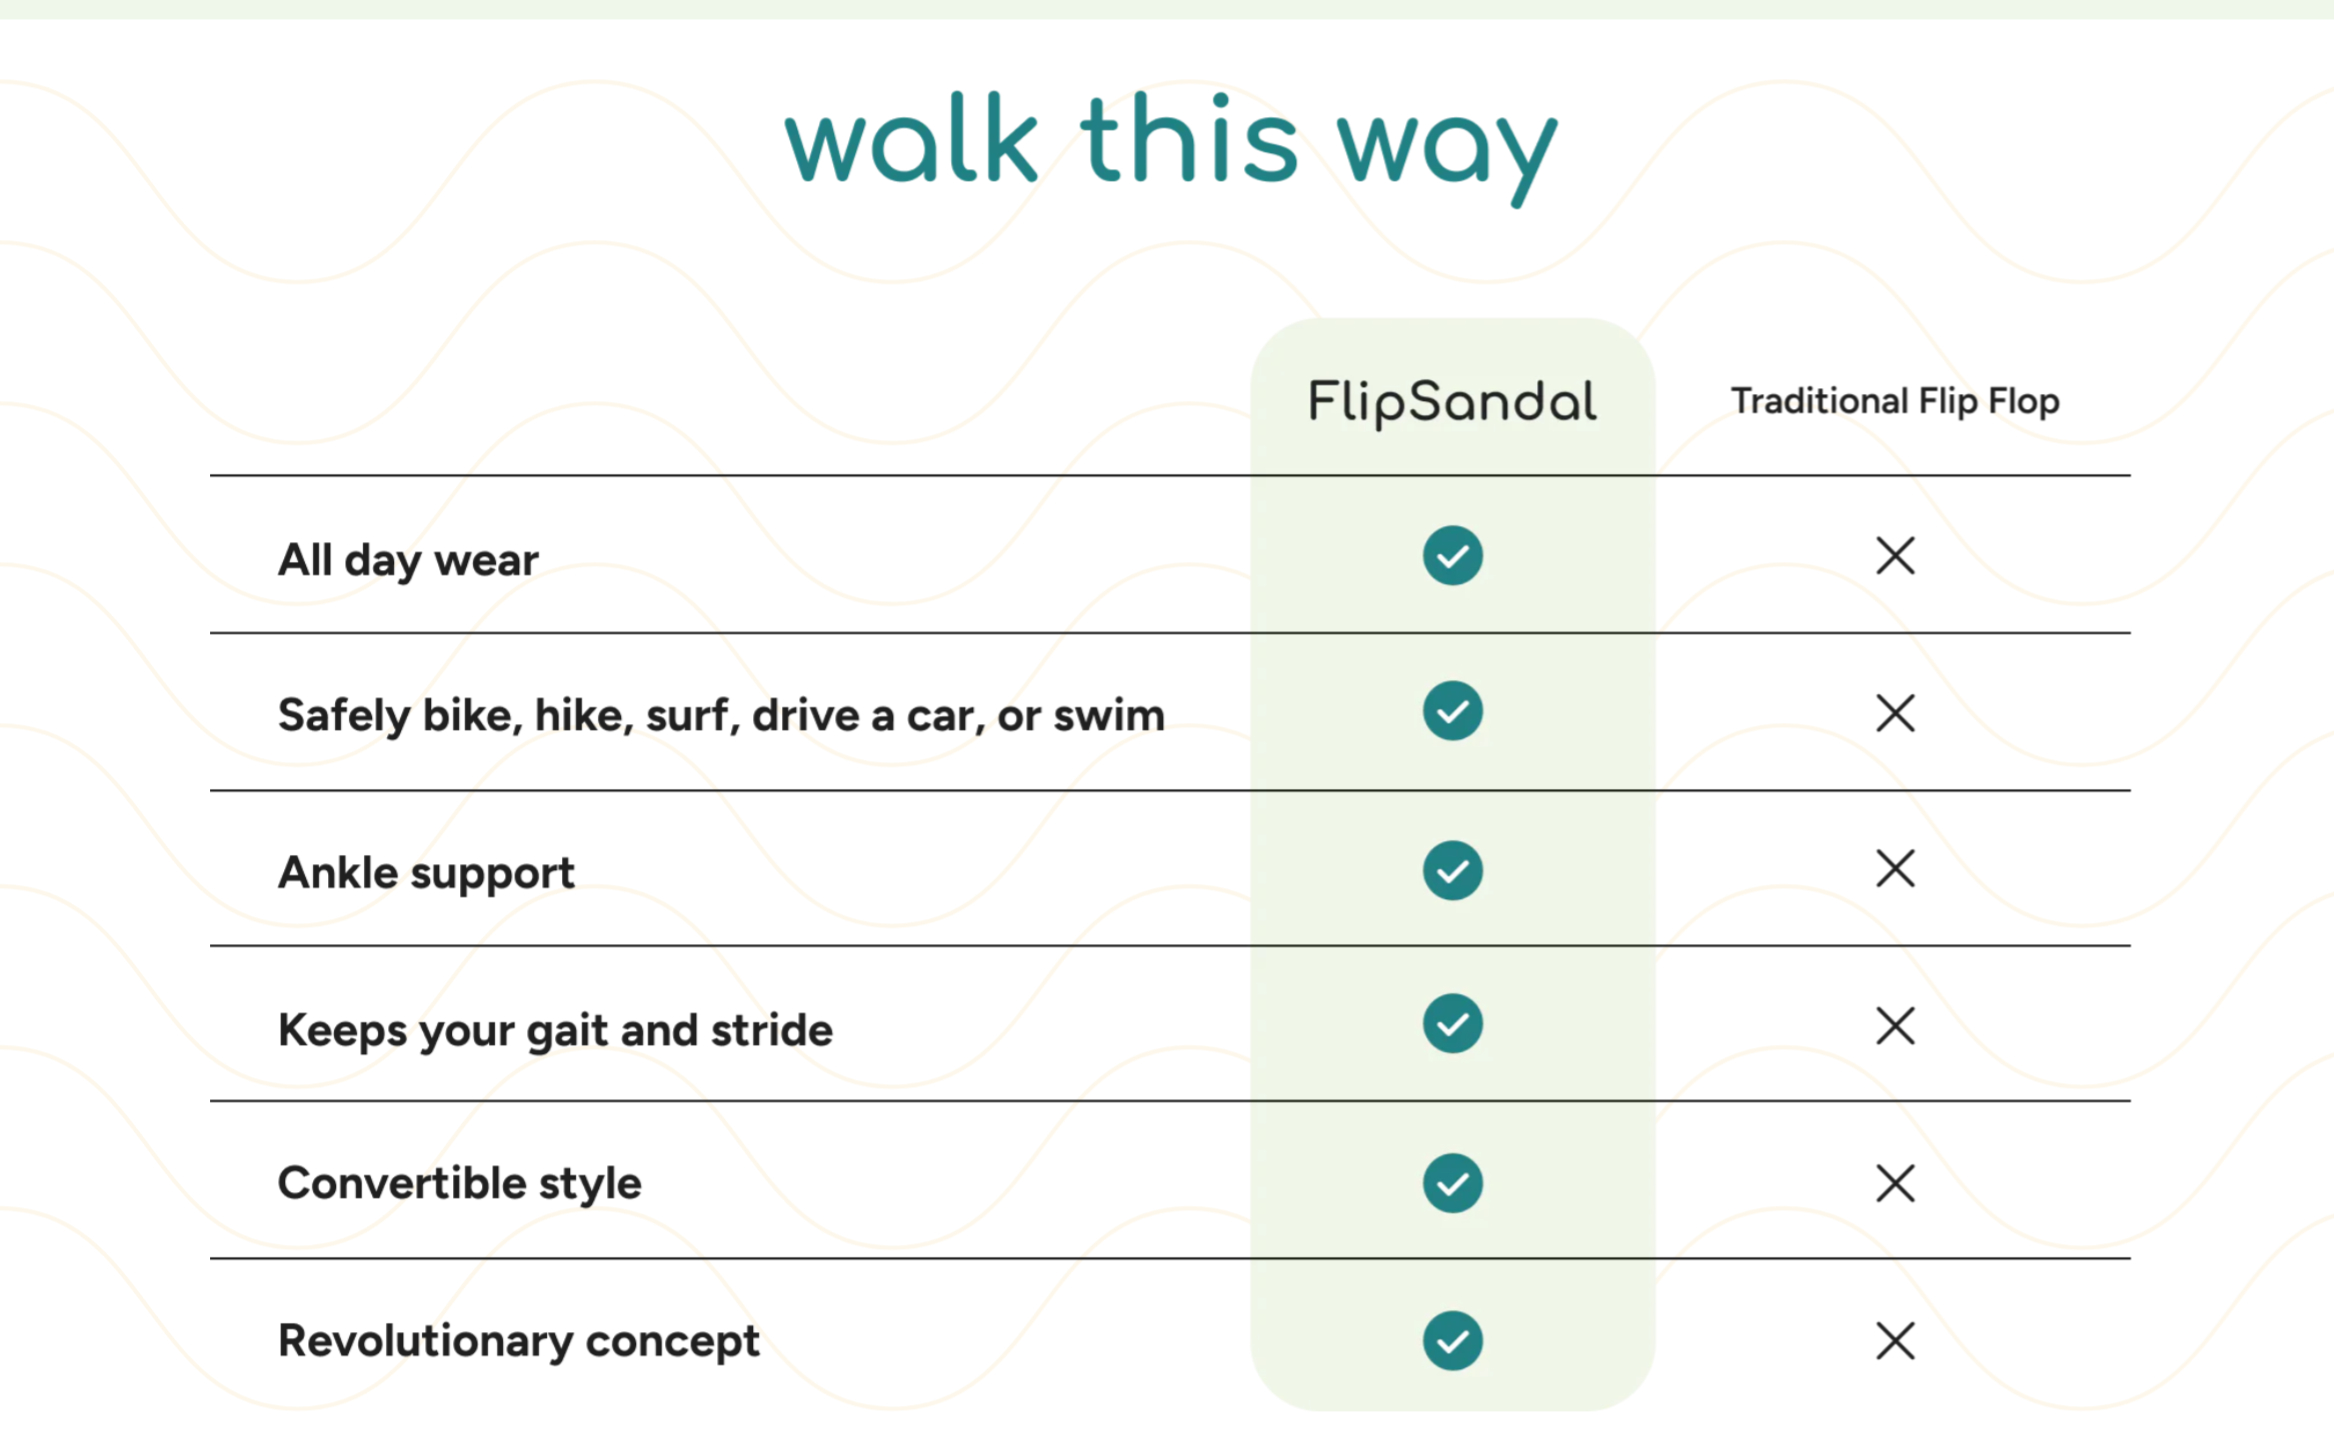 walk this way
FlipSandal Traditional Flip Flop
All day wear
Safely bike, hike, surf, drive a car, or swim
Ankle support
Keeps your gait and stride
Convertible style
Revolutionary concept